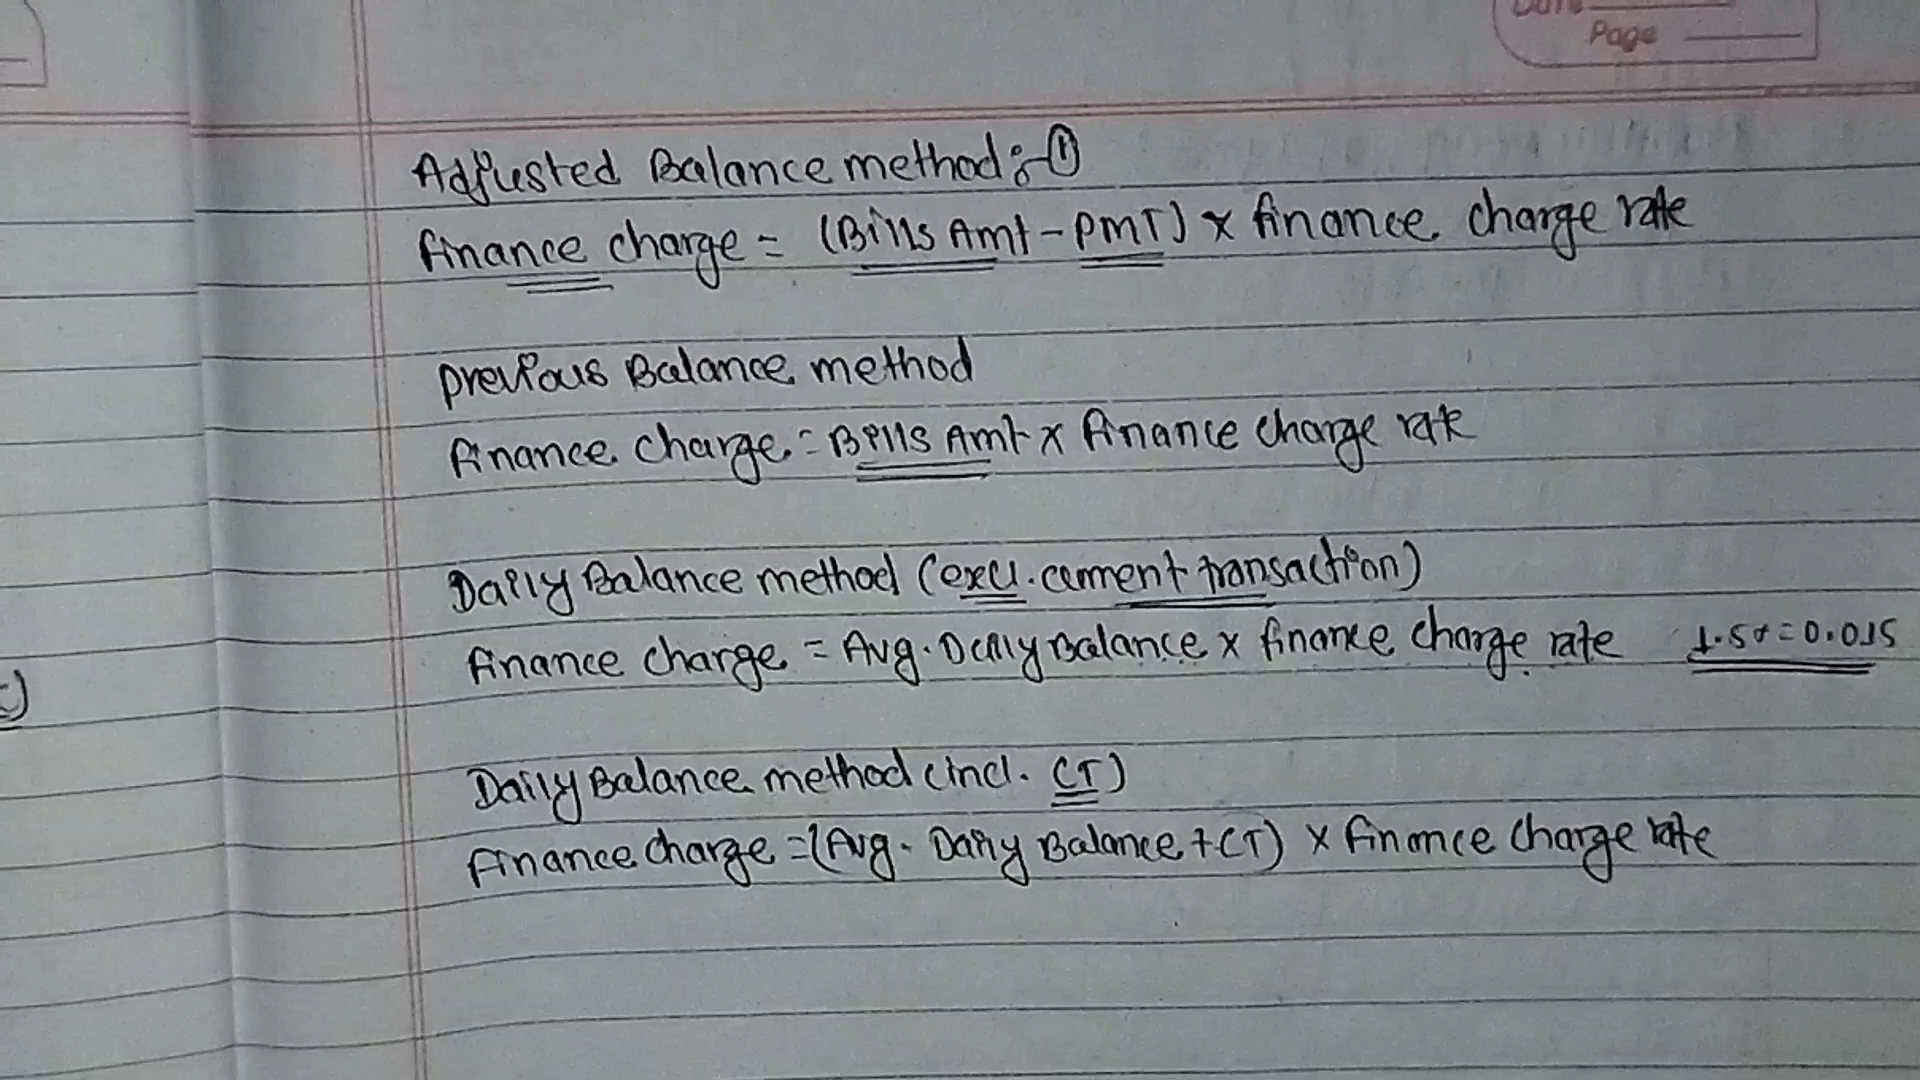 Date
Page
Adjusted Balance method:- ①
finance charge = (Bills Amt - PMT) x finance charge rate
previous Balance method
finance charge = Bills Amt x finance charge rate
Daily Balance method (excl. current transaction)
finance charge = Avg. Daily Balance x finance charge rate 1.5% = 0.015
Daily Balance method (incl. CT)
finance charge = (Avg. Daily Balance + CT) x finance charge rate